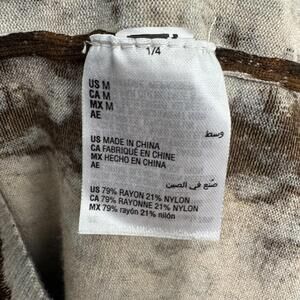 1/4
US M
CA M
MX M
AE وسط
US MADE IN CHINA
CA FABRIQUÉ EN CHINE
MX HECHO EN CHINA
AE صنع في الصين
US 79% RAYON 21% NYLON
CA 79% RAYONNE 21% NYLON
MX 79% rayón 21% nilón